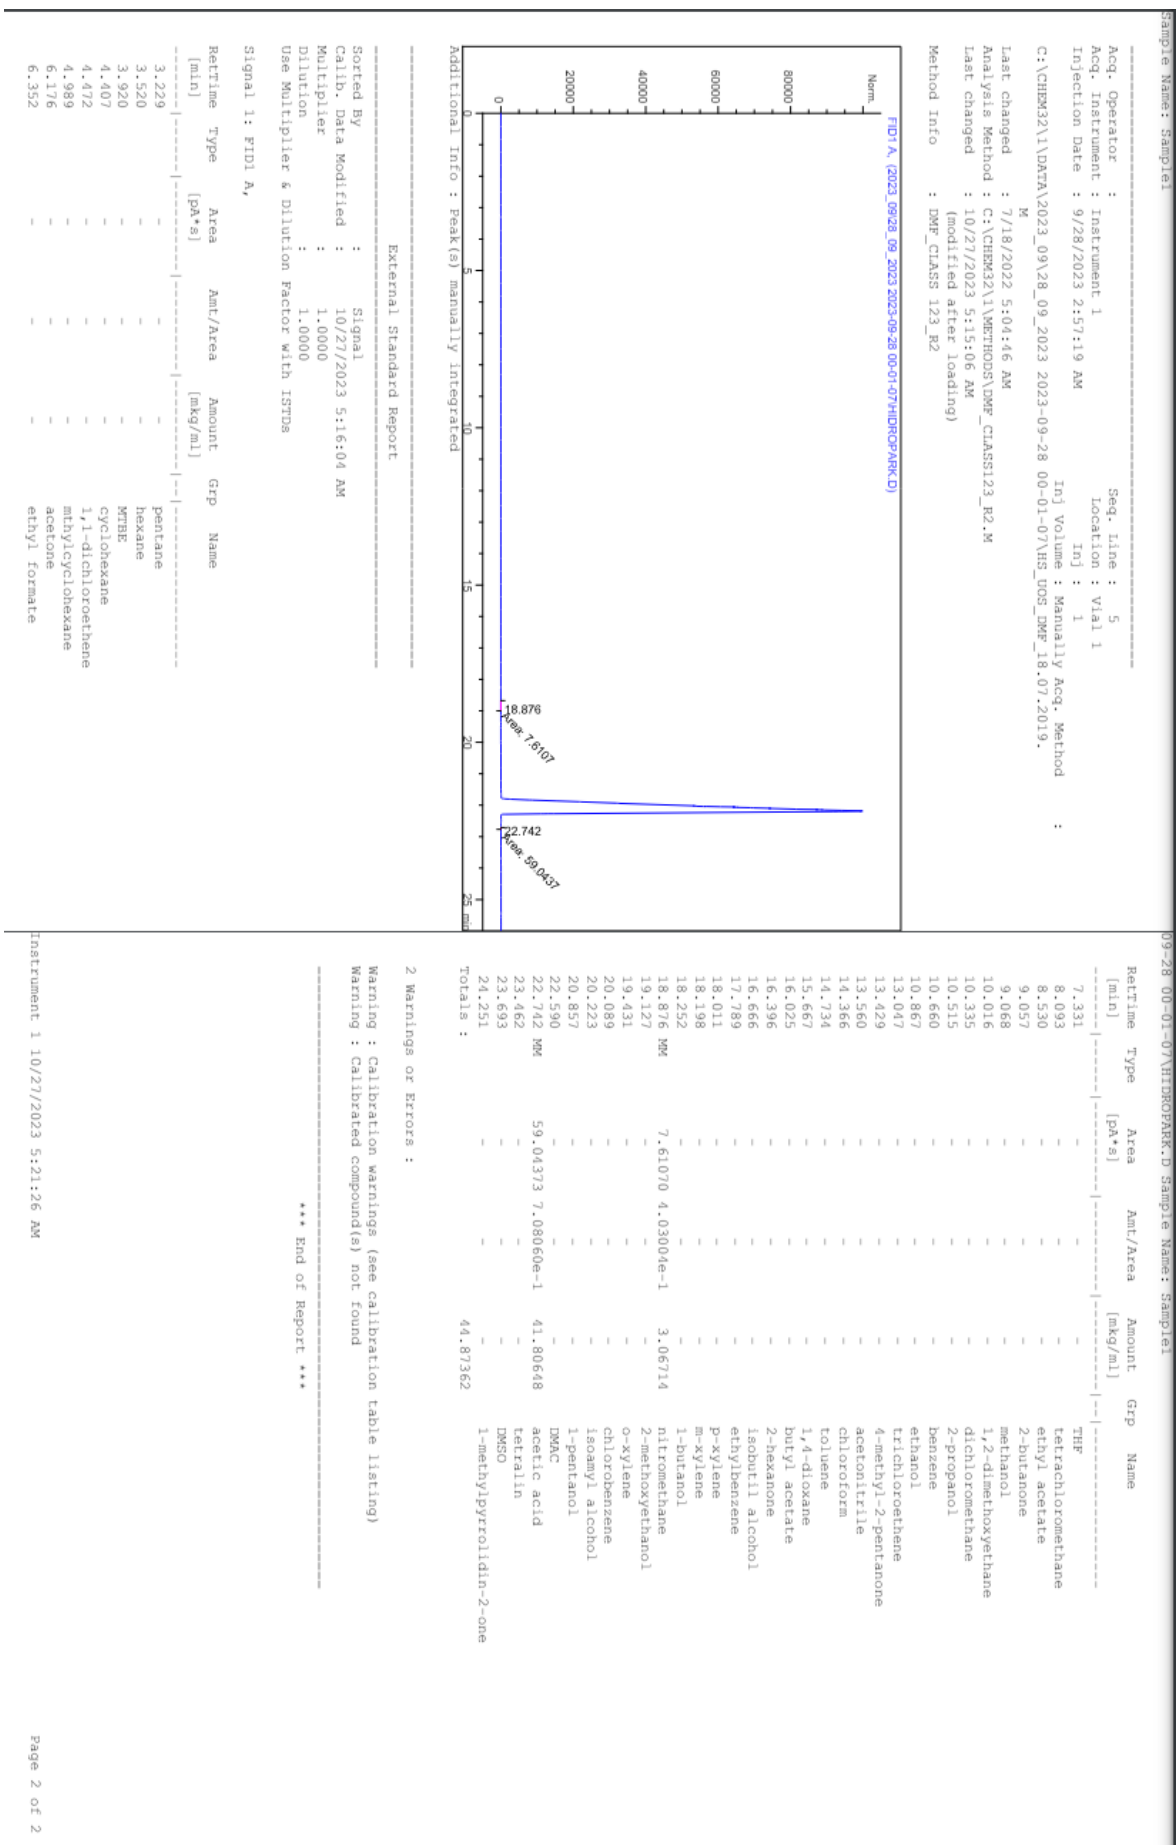 Sample Name: Sample1
Acq. Operator : Seq. Line : 5
Acq. Instrument : Instrument 1 Location : Vial 1
Injection Date : 9/28/2023 2:57:19 AM Inj : 1
Inj Volume : Manually Acq. Method :
C:\CHEM32\1\DATA\2023_09\28_09_2023 2023-09-28 00-01-07\HS_UOS_DMF_18.07.2019.
M
Last changed : 7/18/2022 5:04:46 AM
Analysis Method : C:\CHEM32\1\METHODS\DMF_CLASS123_R2.M
Last changed : 10/27/2023 5:15:06 AM
(modified after loading)
Method Info : DMF_CLASS 123_R2
FID1 A, (2023_09\28_09_2023 2023-09-28 00-01-07\HIDROPARK.D)
Norm.
80000
60000
40000
20000
0
18.876
Area: 7.6107
22.742
Area: 59.0437
0 5 10 15 20 25 min
Additional Info : Peak(s) manually integrated
External Standard Report
Sorted By : Signal
Calib. Data Modified : 10/27/2023 5:16:04 AM
Multiplier : 1.0000
Dilution : 1.0000
Use Multiplier & Dilution Factor with ISTDs
Signal 1: FID1 A,
RetTime Type Area Amt/Area Amount Grp Name
[min] [pA*s] [mkg/ml]
3.229 - - - pentane
3.520 - - - hexane
3.920 - - - MTBE
4.407 - - - cyclohexane
4.472 - - - 1,1-dichloroethene
4.989 - - - mthylcyclohexane
6.176 - - - acetone
6.352 - - - ethyl formate
09-28 00-01-07\HIDROPARK.D Sample Name: Sample1
RetTime Type Area Amt/Area Amount Grp Name
[min] [pA*s] [mkg/ml]
7.331 - - - THF
8.093 - - - tetrachloromethane
8.530 - - - ethyl acetate
9.057 - - - 2-butanone
9.068 - - - methanol
10.016 - - - 1,2-dimethoxyethane
10.335 - - - dichloromethane
10.515 - - - 2-propanol
10.660 - - - benzene
10.867 - - - ethanol
13.047 - - - trichloroethene
13.429 - - - 4-methyl-2-pentanone
13.560 - - - acetonitrile
14.366 - - - chloroform
14.734 - - - toluene
15.667 - - - 1,4-dioxane
16.025 - - - butyl acetate
16.396 - - - 2-hexanone
16.666 - - - isobutil alcohol
17.789 - - - ethylbenzene
18.011 - - - p-xylene
18.198 - - - m-xylene
18.252 - - - 1-butanol
18.876 MM 7.61070 4.03004e-1 3.06714 nitromethane
19.127 - - - 2-methoxyethanol
19.431 - - - o-xylene
20.089 - - - chlorobenzene
20.223 - - - isoamyl alcohol
20.857 - - - 1-pentanol
22.590 - - - DMAC
22.742 MM 59.04373 7.08060e-1 41.80648 acetic acid
23.462 - - - tetralin
23.693 - - - DMSO
24.251 - - - 1-methylpyrrolidin-2-one
Totals : 44.87362
2 Warnings or Errors :
Warning : Calibration warnings (see calibration table listing)
Warning : Calibrated compound(s) not found
*** End of Report ***
Instrument 1 10/27/2023 5:21:26 AM Page 2 of 2